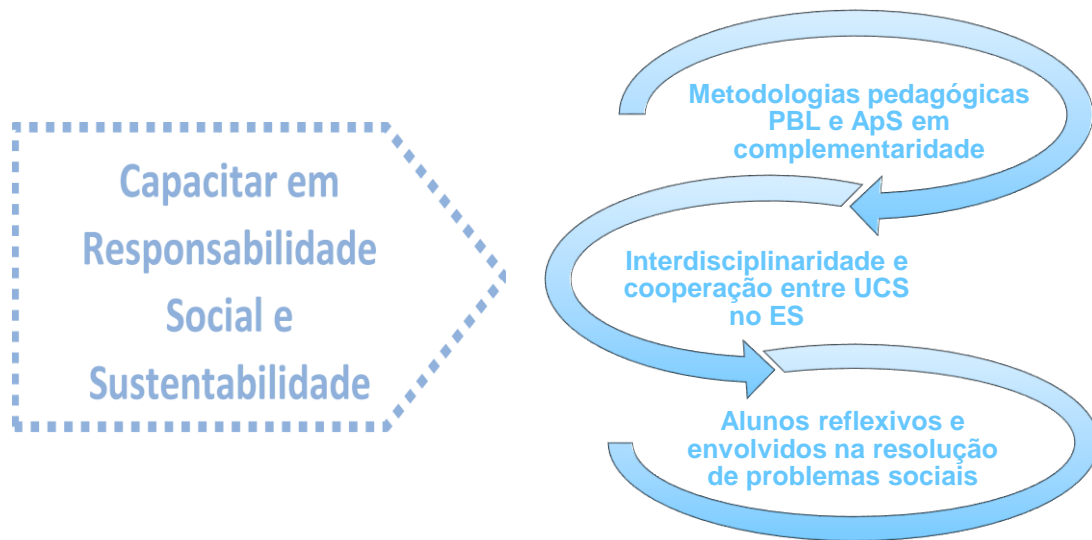 Capacitar em
Responsabilidade
Social e
Sustentabilidade
Metodologias pedagógicas
PBL e ApS em
complementaridade
Interdisciplinaridade e
cooperação entre UCS
no ES
Alunos reflexivos e
envolvidos na resolução
de problemas sociais